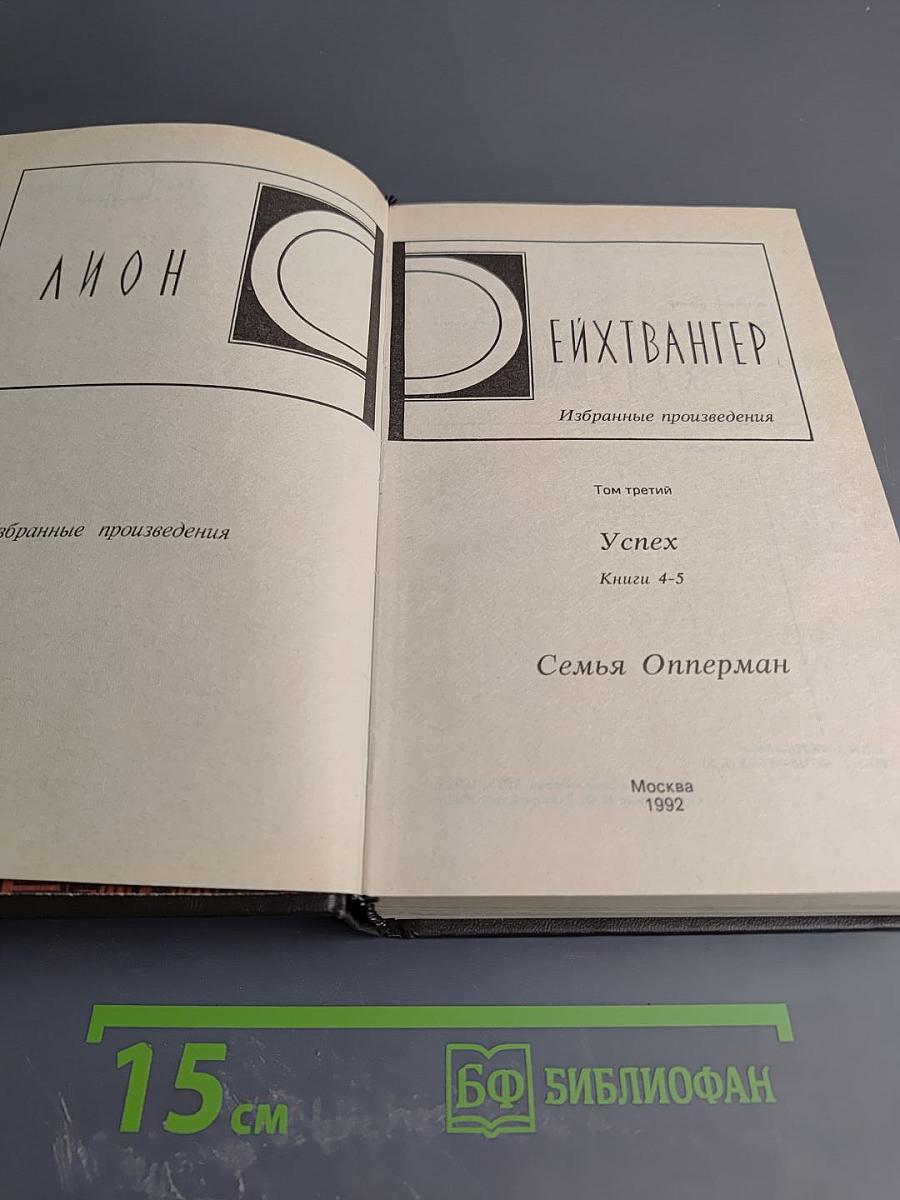 ЛИОН
ФЕЙХТВАНГЕР
Избранные произведения
збранные произведения
Том третий
Успех
Книги 4-5
Семья Опперман
Москва
1992
15 см
БФ БИБЛИОФАН